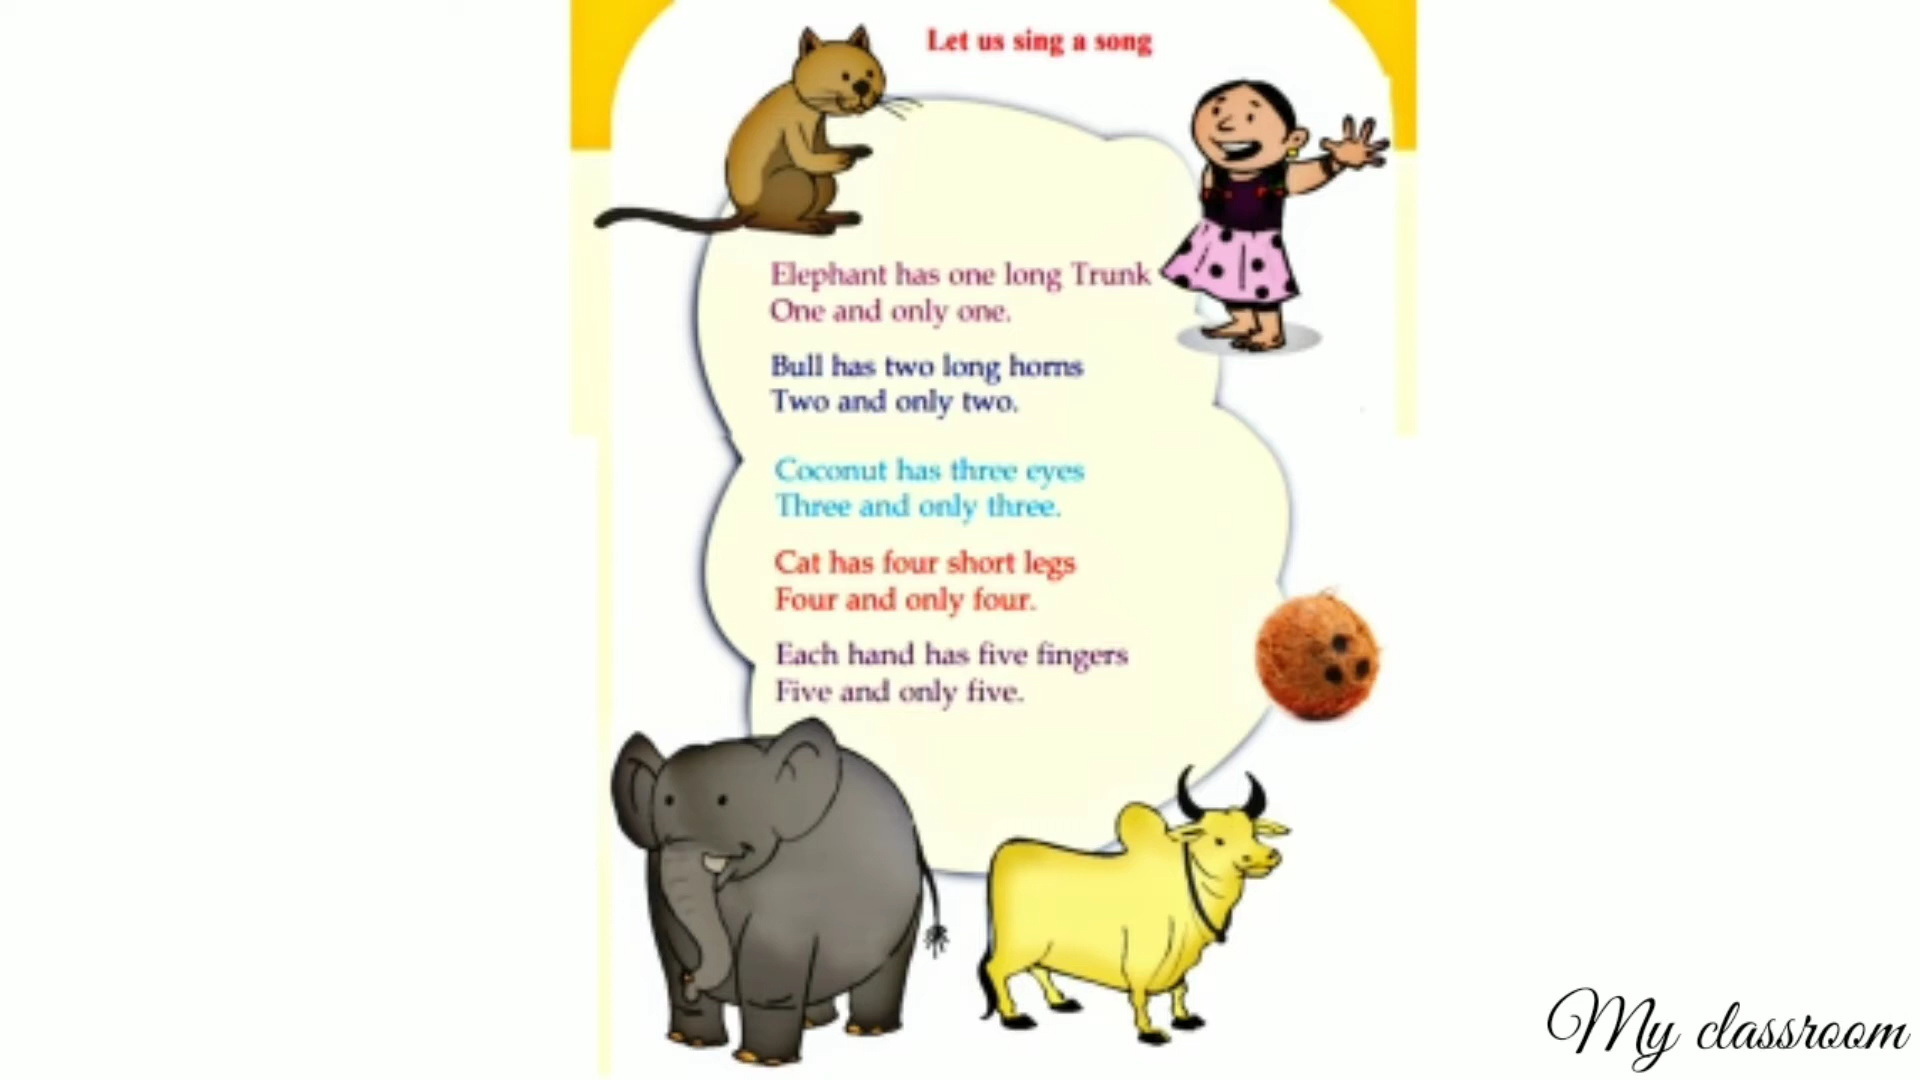 Let us sing a song
Elephant has one long Trunk
One and only one.
Bull has two long horns
Two and only two.
Coconut has three eyes
Three and only three.
Cat has four short legs
Four and only four.
Each hand has five fingers
Five and only five.
My classroom